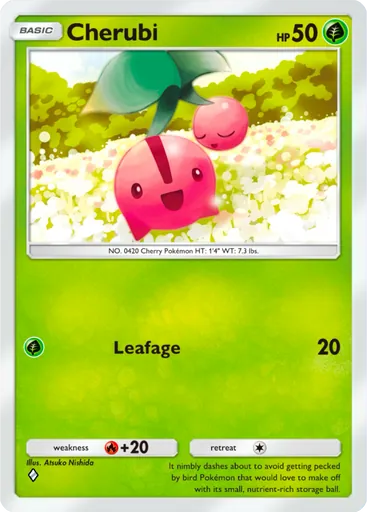 BASIC Cherubi HP 50
NO. 0420 Cherry Pokémon HT: 1'4" WT: 7.3 lbs.
Leafage 20
weakness +20 retreat
Illus. Atsuko Nishida
It nimbly dashes about to avoid getting pecked
by bird Pokémon that would love to make off
with its small, nutrient-rich storage ball.